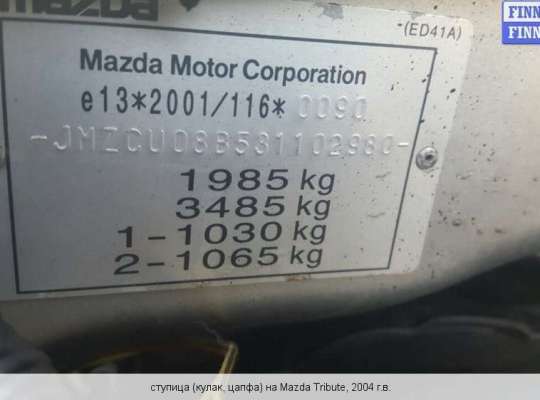 mazda
FINN
FINN
-(ED41A)
Mazda Motor Corporation
e13*2001/116* 0090
-JMZCU08B531102980-
1985 kg
3485 kg
1-1030 kg
2-1065 kg
ступица (кулак, цапфа) на Mazda Tribute, 2004 г.в.